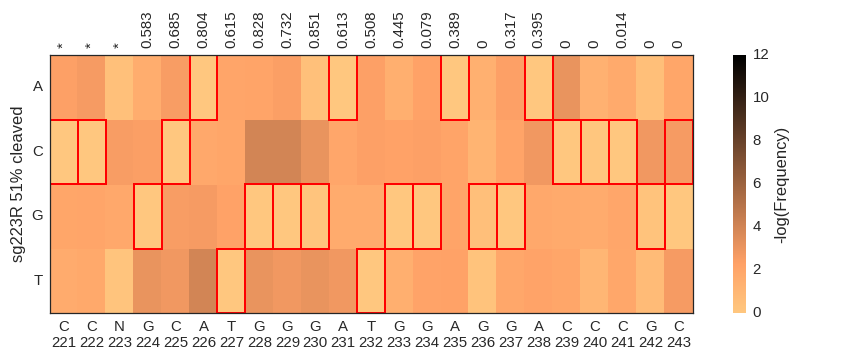 * * * 0.583 0.685 0.804 0.615 0.828 0.732 0.851 0.613 0.508 0.445 0.079 0.389 0 0.317 0.395 0 0 0.014 0 0
A
C
G
T
sg223R 51% cleaved
C C N G C A T G G G A T G G A G G A C C C G C
221 222 223 224 225 226 227 228 229 230 231 232 233 234 235 236 237 238 239 240 241 242 243
12
10
8
6
4
2
0
-log(Frequency)